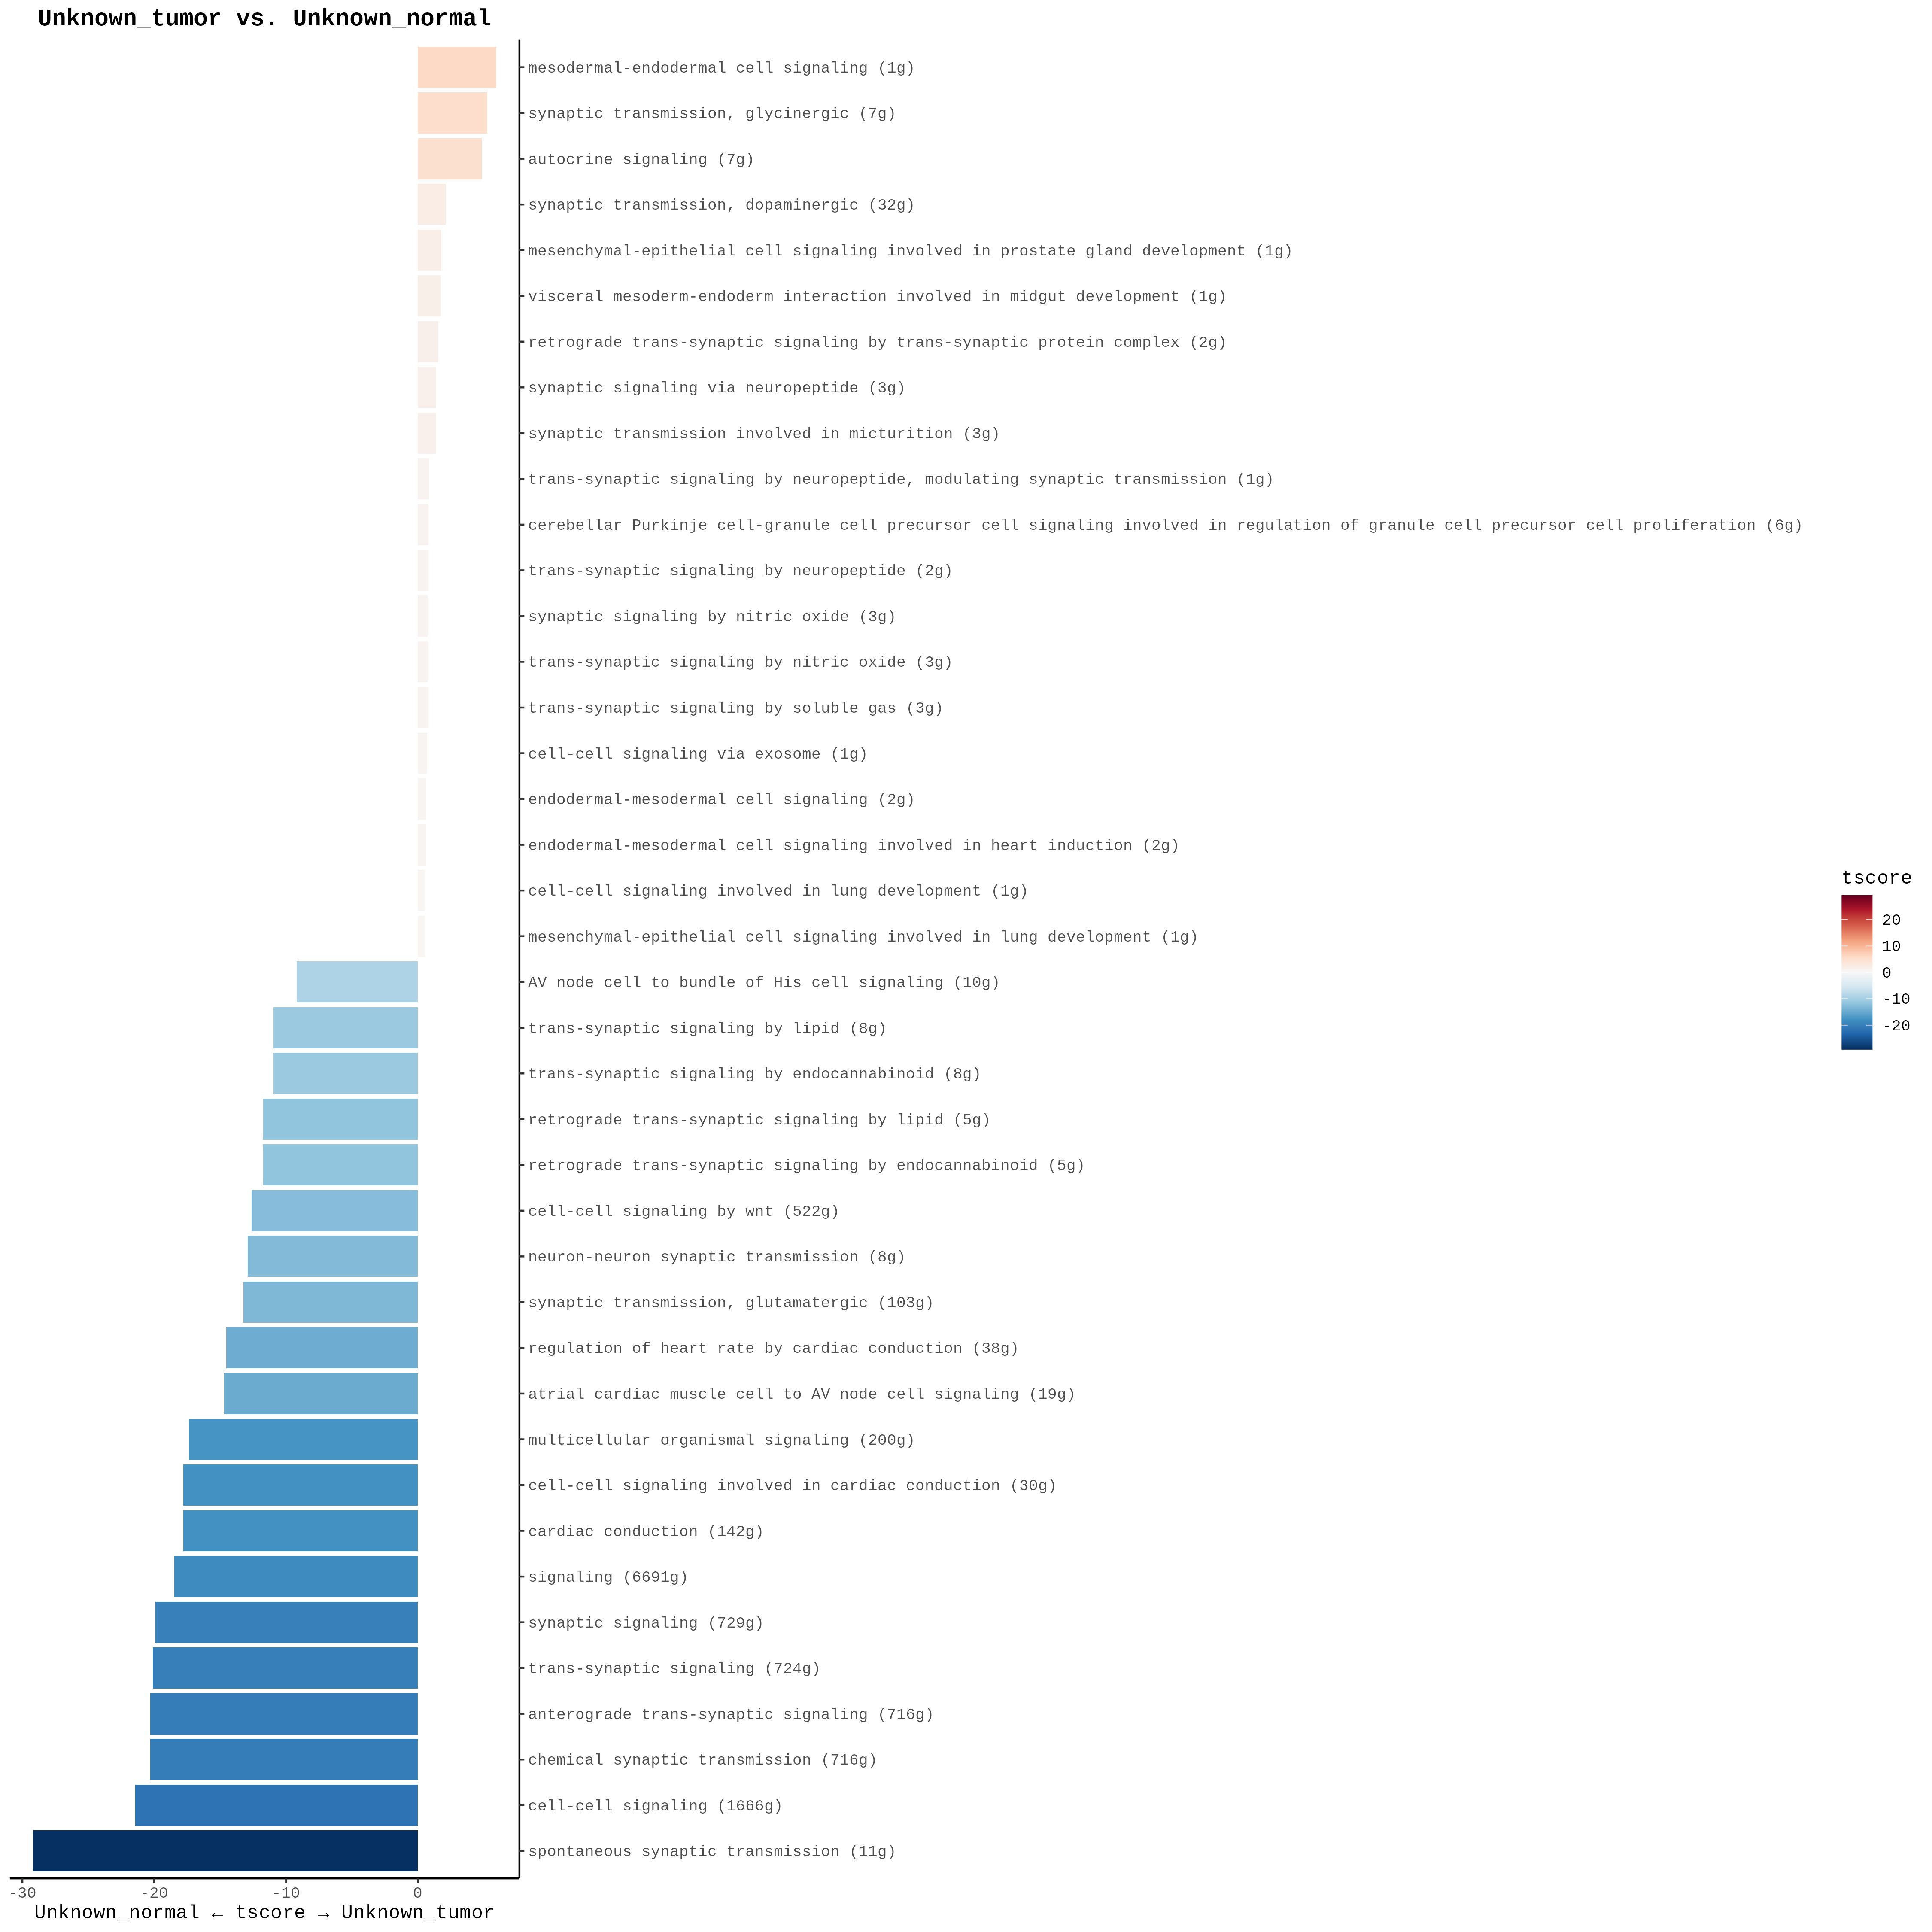 Unknown_tumor vs. Unknown_normal
mesodermal-endodermal cell signaling (1g)
synaptic transmission, glycinergic (7g)
autocrine signaling (7g)
synaptic transmission, dopaminergic (32g)
mesenchymal-epithelial cell signaling involved in prostate gland development (1g)
visceral mesoderm-endoderm interaction involved in midgut development (1g)
retrograde trans-synaptic signaling by trans-synaptic protein complex (2g)
synaptic signaling via neuropeptide (3g)
synaptic transmission involved in micturition (3g)
trans-synaptic signaling by neuropeptide, modulating synaptic transmission (1g)
cerebellar Purkinje cell-granule cell precursor cell signaling involved in regulation of granule cell precursor cell proliferation (6g)
trans-synaptic signaling by neuropeptide (2g)
synaptic signaling by nitric oxide (3g)
trans-synaptic signaling by nitric oxide (3g)
trans-synaptic signaling by soluble gas (3g)
cell-cell signaling via exosome (1g)
endodermal-mesodermal cell signaling (2g)
endodermal-mesodermal cell signaling involved in heart induction (2g)
cell-cell signaling involved in lung development (1g)
mesenchymal-epithelial cell signaling involved in lung development (1g)
AV node cell to bundle of His cell signaling (10g)
trans-synaptic signaling by lipid (8g)
trans-synaptic signaling by endocannabinoid (8g)
retrograde trans-synaptic signaling by lipid (5g)
retrograde trans-synaptic signaling by endocannabinoid (5g)
cell-cell signaling by wnt (522g)
neuron-neuron synaptic transmission (8g)
synaptic transmission, glutamatergic (103g)
regulation of heart rate by cardiac conduction (38g)
atrial cardiac muscle cell to AV node cell signaling (19g)
multicellular organismal signaling (200g)
cell-cell signaling involved in cardiac conduction (30g)
cardiac conduction (142g)
signaling (6691g)
synaptic signaling (729g)
trans-synaptic signaling (724g)
anterograde trans-synaptic signaling (716g)
chemical synaptic transmission (716g)
cell-cell signaling (1666g)
spontaneous synaptic transmission (11g)
-30 -20 -10 0
Unknown_normal ← tscore → Unknown_tumor
tscore
20
10
0
-10
-20